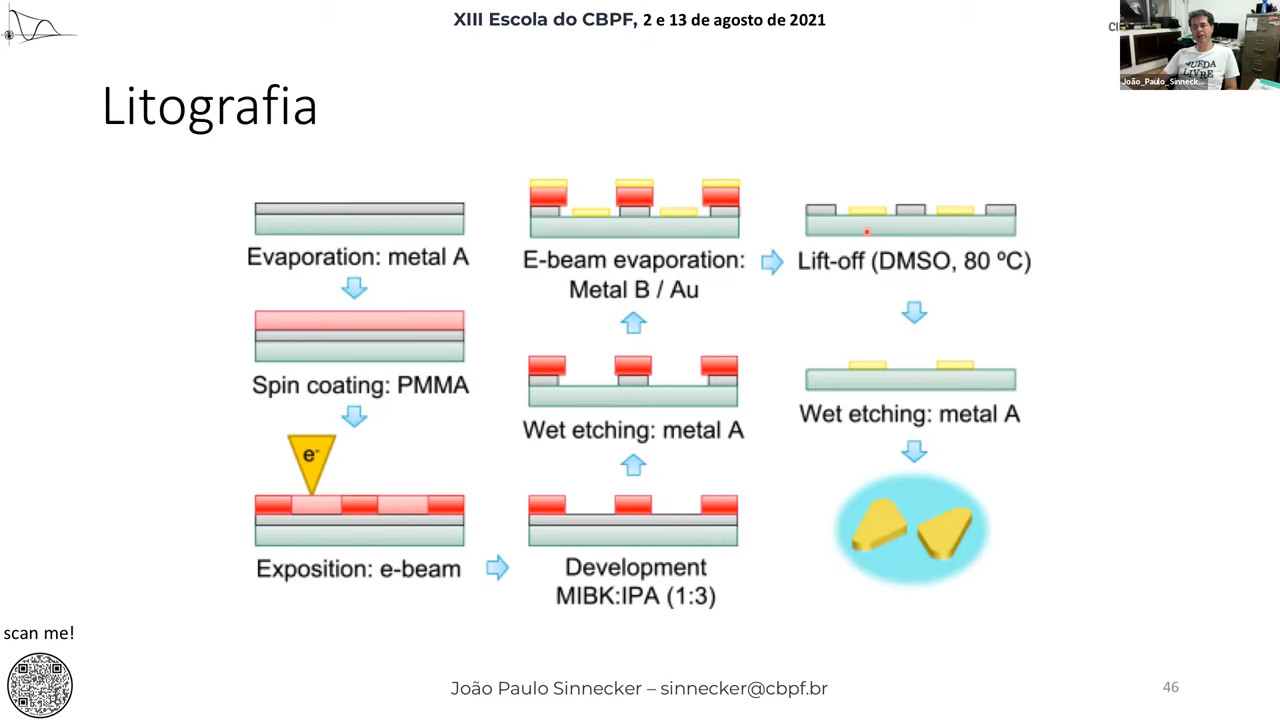 XIII Escola do CBPF, 2 e 13 de agosto de 2021
João_Paulo_Sinneck...
Litografia
Evaporation: metal A
Spin coating: PMMA
e-
Exposition: e-beam
E-beam evaporation:
Metal B / Au
Wet etching: metal A
Development
MIBK:IPA (1:3)
Lift-off (DMSO, 80 ºC)
Wet etching: metal A
scan me!
João Paulo Sinnecker – sinnecker@cbpf.br
46